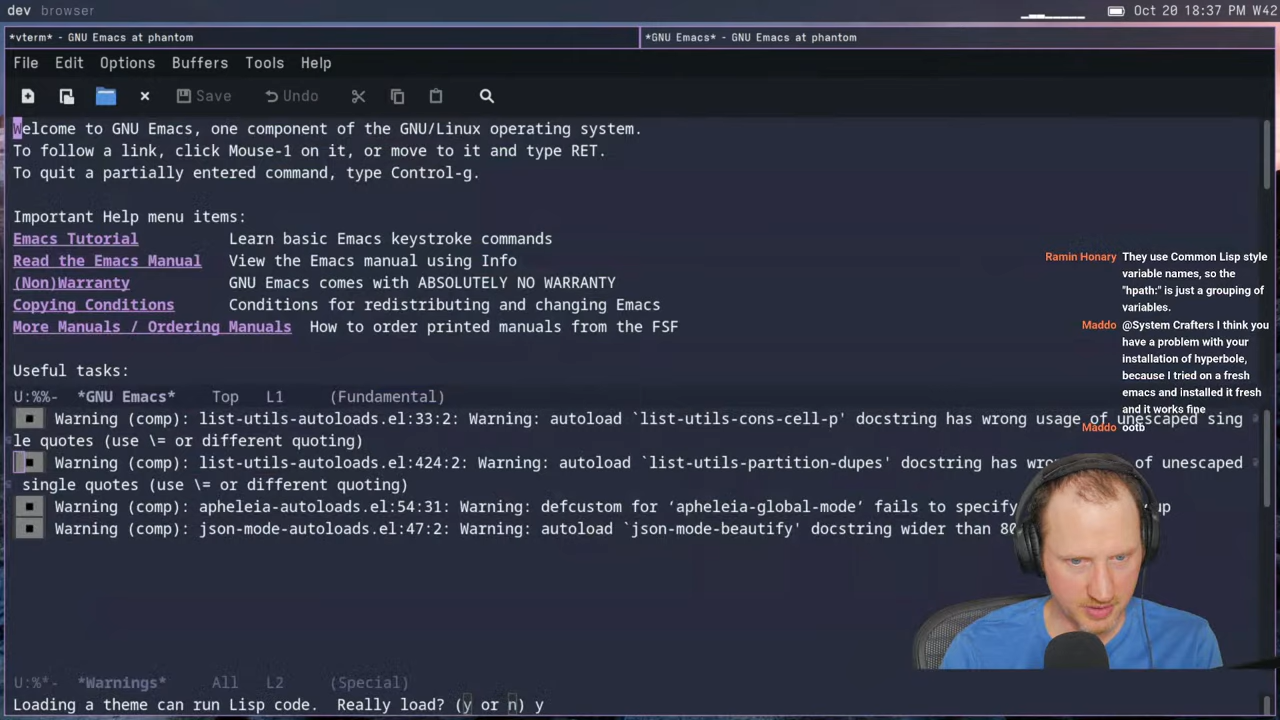 dev browser
Oct 20 18:37 PM W42
*vterm* - GNU Emacs at phantom
*GNU Emacs* - GNU Emacs at phantom
File Edit Options Buffers Tools Help
Save Undo
Welcome to GNU Emacs, one component of the GNU/Linux operating system.
To follow a link, click Mouse-1 on it, or move to it and type RET.
To quit a partially entered command, type Control-g.
Important Help menu items:
Emacs Tutorial Learn basic Emacs keystroke commands
Read the Emacs Manual View the Emacs manual using Info
(Non)Warranty GNU Emacs comes with ABSOLUTELY NO WARRANTY
Copying Conditions Conditions for redistributing and changing Emacs
More Manuals / Ordering Manuals How to order printed manuals from the FSF
Useful tasks:
U:%%- *GNU Emacs* Top L1 (Fundamental)
Warning (comp): list-utils-autoloads.el:33:2: Warning: autoload `list-utils-cons-cell-p' docstring has wrong usage of unescaped sing
le quotes (use \= or different quoting)
Warning (comp): list-utils-autoloads.el:424:2: Warning: autoload `list-utils-partition-dupes' docstring has of unescaped
single quotes (use \= or different quoting)
Warning (comp): apheleia-autoloads.el:54:31: Warning: defcustom for ‘apheleia-global-mode’ fails to specify
Warning (comp): json-mode-autoloads.el:47:2: Warning: autoload `json-mode-beautify' docstring wider than
U:%*- *Warnings* All L2 (Special)
Loading a theme can run Lisp code. Really load? (y or n) y
Ramin Honary They use Common Lisp style
variable names, so the
"hpath:" is just a grouping of
variables.
Maddo @System Crafters I think you
have a problem with your
installation of hyperbole,
because I tried on a fresh
emacs and installed it fresh
and it works fine
Maddo ootb